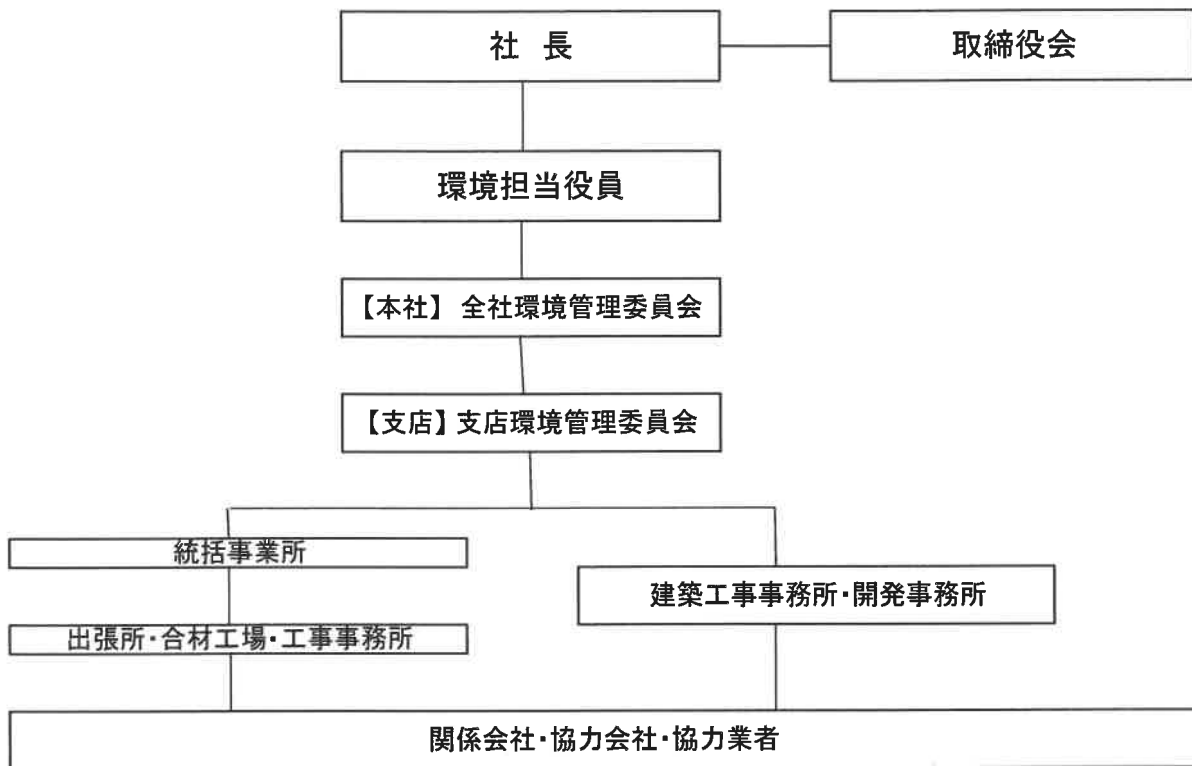 社 長
取締役会
環境担当役員
【本社】 全社環境管理委員会
【支店】支店環境管理委員会
統括事業所
建築工事事務所・開発事務所
出張所・合材工場・工事事務所
関係会社・協力会社・協力業者